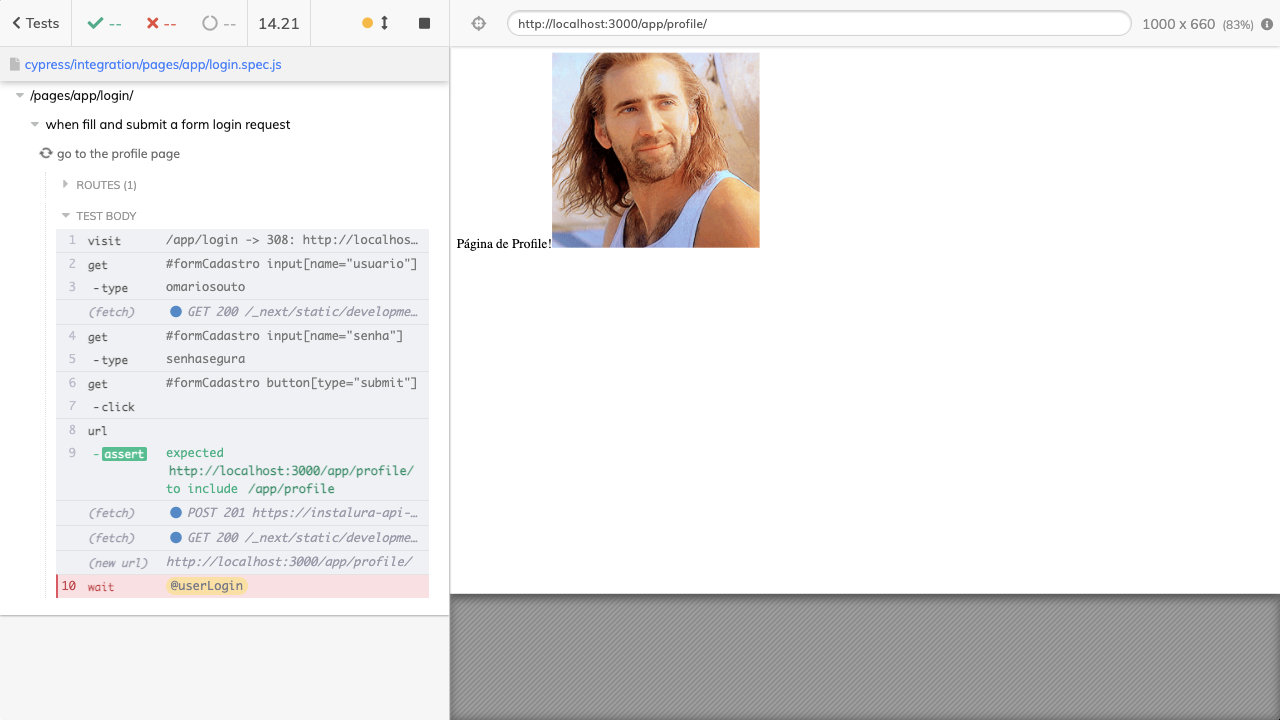 Tests
--
--
--
14.21
http://localhost:3000/app/profile/
1000 x 660 (83%)
cypress/integration/pages/app/login.spec.js
/pages/app/login/
when fill and submit a form login request
go to the profile page
ROUTES (1)
TEST BODY
1 visit /app/login -> 308: http://localhos…
2 get #formCadastro input[name="usuario"]
3 -type omariosouto
(fetch) GET 200 /_next/static/developme…
4 get #formCadastro input[name="senha"]
5 -type senhasegura
6 get #formCadastro button[type="submit"]
7 -click
8 url
9 -assert expected
http://localhost:3000/app/profile/
to include /app/profile
(fetch) POST 201 https://instalura-api-…
(fetch) GET 200 /_next/static/developme…
(new url) http://localhost:3000/app/profile/
10 wait @userLogin
Página de Profile!